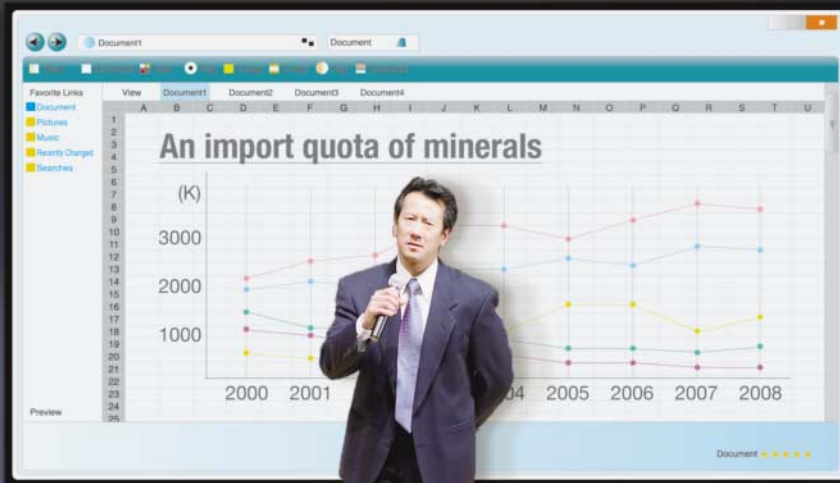 Document1
Document
Favorite Links
Document
Pictures
Music
Recently Changed
Searches
Preview
View Document1 Document2 Document3 Document4
A B C D E F G H I J K L M N O P Q R S T U
1
2
3
4
5
6
7
8
9
10
11
12
13
14
15
16
17
18
19
20
21
22
23
24
25
An import quota of minerals
(K)
3000
2000
1000
2000 2001 04 2005 2006 2007 2008
Document